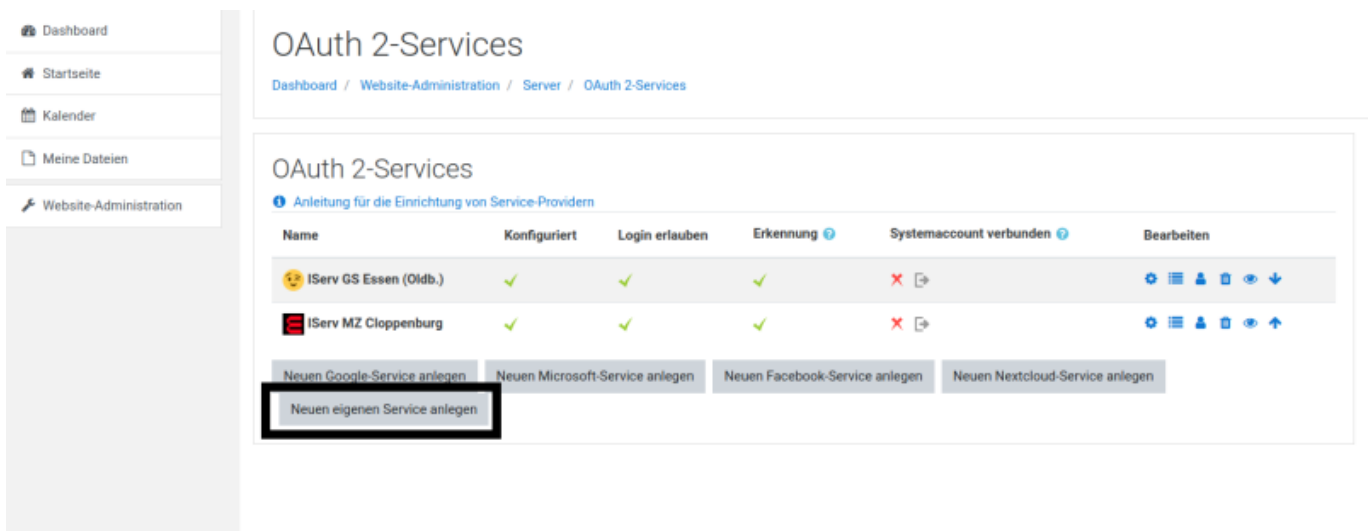 Dashboard
Startseite
Kalender
Meine Dateien
Website-Administration
OAuth 2-Services
Dashboard / Website-Administration / Server / OAuth 2-Services
OAuth 2-Services
Anleitung für die Einrichtung von Service-Providern
Name Konfiguriert Login erlauben Erkennung Systemaccount verbunden Bearbeiten
IServ GS Essen (Oldb.)
IServ MZ Cloppenburg
Neuen Google-Service anlegen Neuen Microsoft-Service anlegen Neuen Facebook-Service anlegen Neuen Nextcloud-Service anlegen
Neuen eigenen Service anlegen